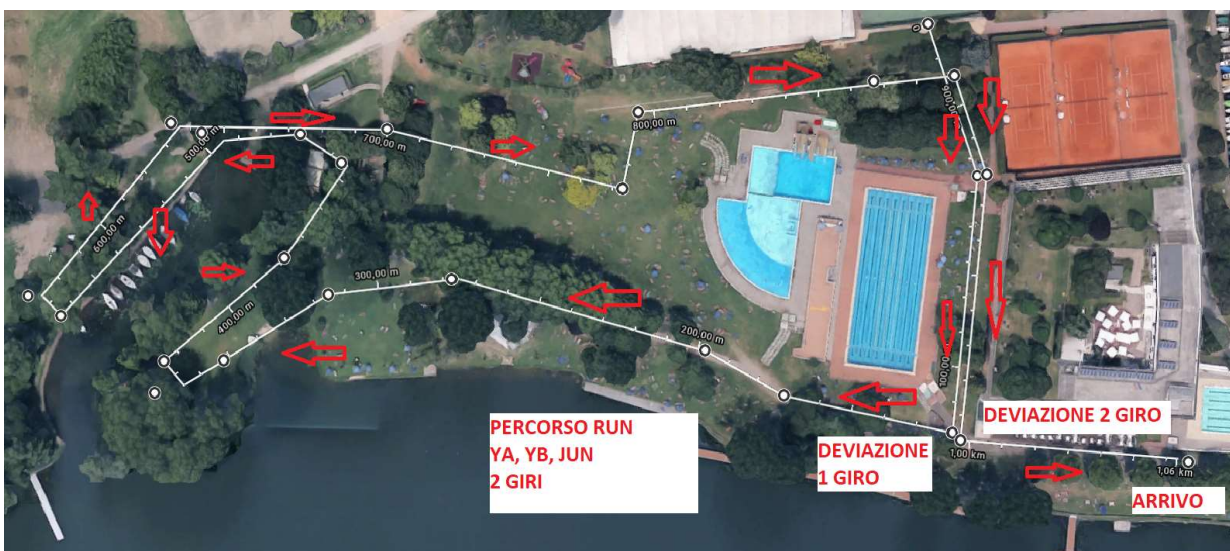 0
900,00
800,00 m
700,00 m
500,00 m
600,00 m
400,00 m
300,00 m
200,00 m
100,00
PERCORSO RUN
YA, YB, JUN
2 GIRI
DEVIAZIONE
1 GIRO
DEVIAZIONE 2 GIRO
1,00 km
1,06 km
ARRIVO